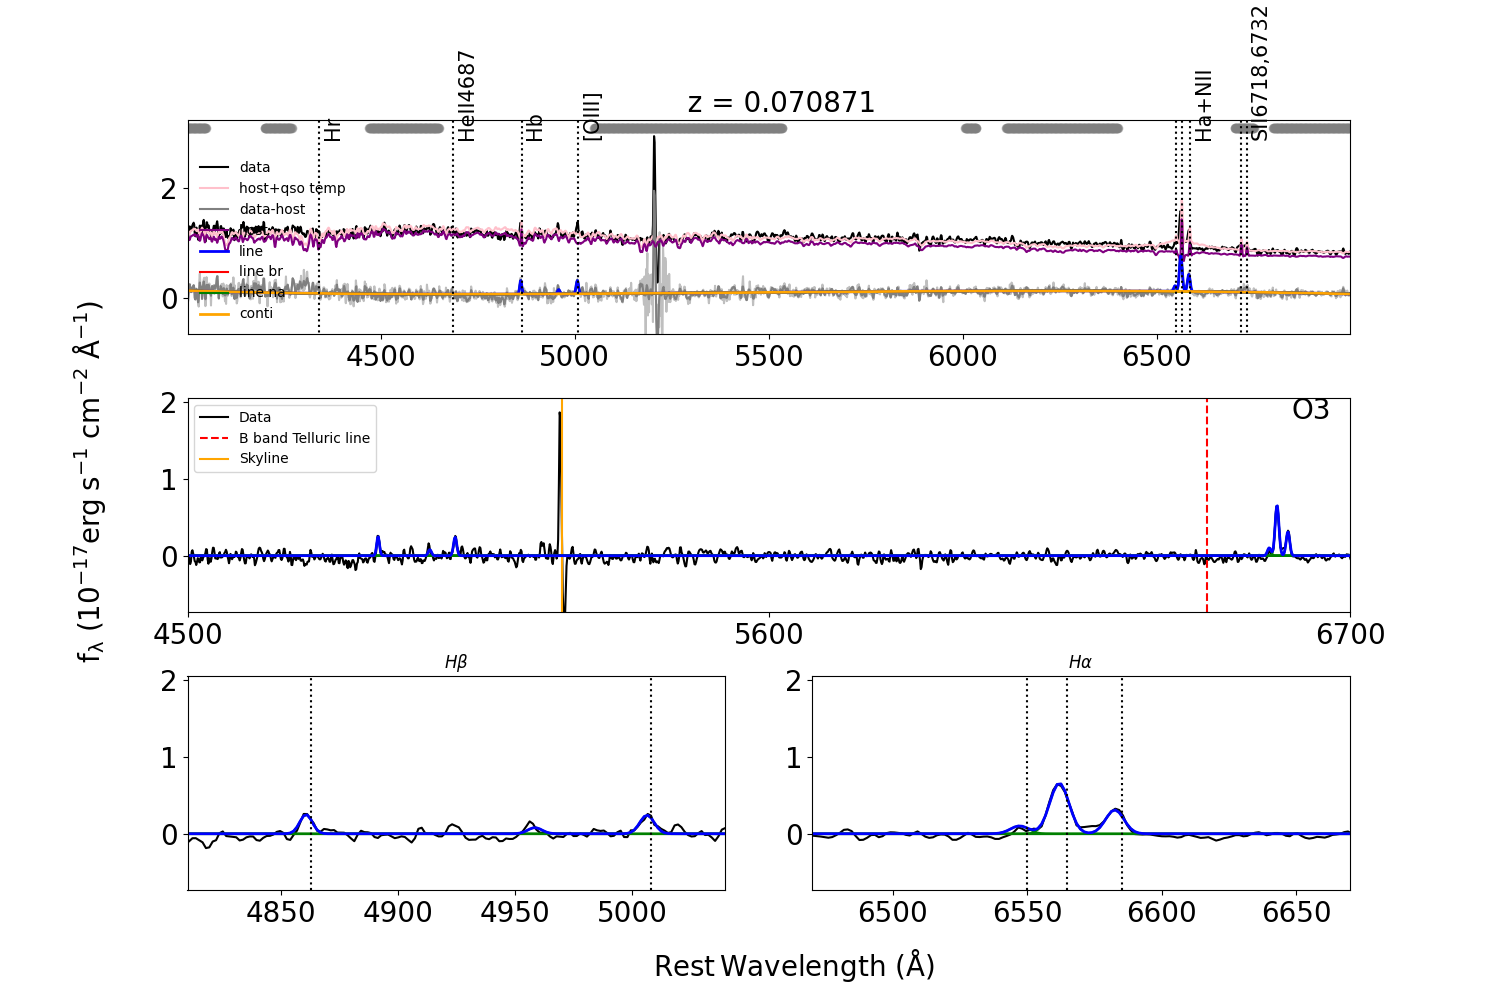 z = 0.070871
Hr
HeII4687
Hb
[OIII]
Ha+NII
SII6718,6732
data
host+qso temp
data-host
line
line br
line na
conti
2
0
4500
5000
5500
6000
6500
f_λ (10^{−17}erg s^{−1} cm^{−2} Å^{−1})
O3
Data
B band Telluric line
Skyline
2
1
0
4500
5600
6700
Hβ
2
1
0
4850
4900
4950
5000
Hα
2
1
0
6500
6550
6600
6650
Rest Wavelength (Å)